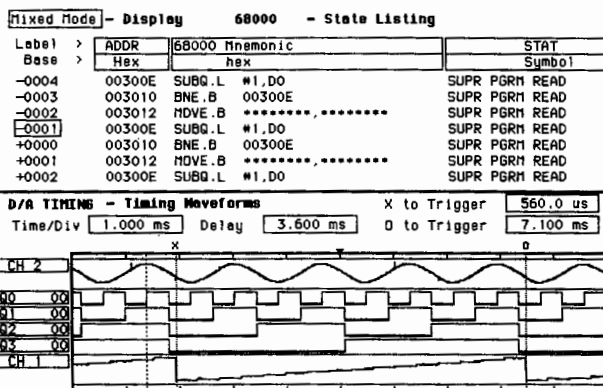 Mixed Mode - Display 68000 - State Listing
Label > ADDR 68000 Mnemonic STAT
Base > Hex hex Symbol
-0004 00300E SUBQ.L #1,D0 SUPR PGRM READ
-0003 003010 BNE.B 00300E SUPR PGRM READ
-0002 003012 MOVE.B ********,******** SUPR PGRM READ
-0001 00300E SUBQ.L #1,D0 SUPR PGRM READ
+0000 003010 BNE.B 00300E SUPR PGRM READ
+0001 003012 MOVE.B ********,******** SUPR PGRM READ
+0002 00300E SUBQ.L #1,D0 SUPR PGRM READ
D/A TIMING - Timing Waveforms X to Trigger 560.0 us
Time/Div 1.000 ms Delay 3.600 ms O to Trigger 7.100 ms
X O
CH 2
Q0 00
Q1 00
Q2 00
Q3 00
CH 1